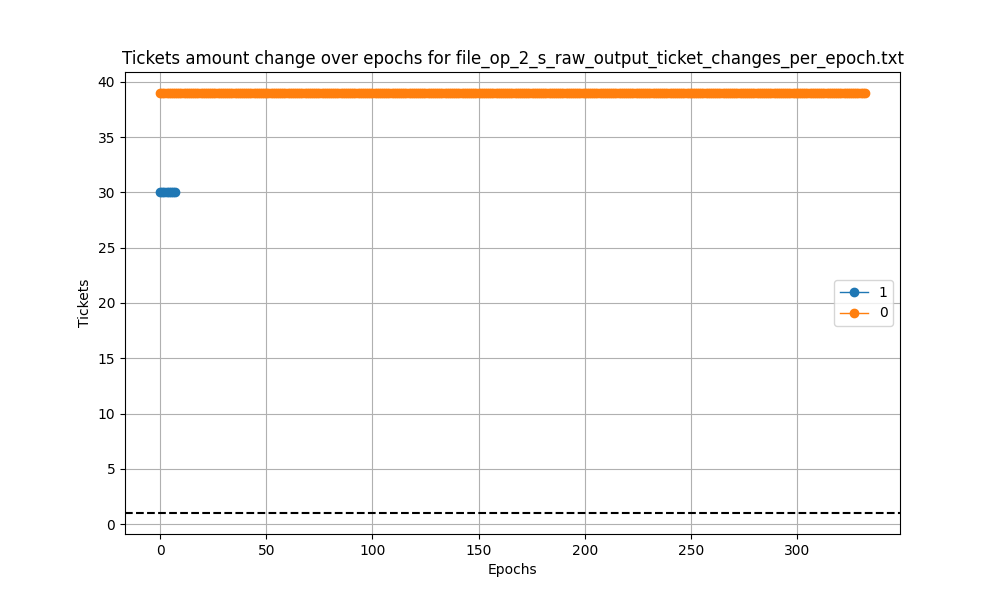 Tickets amount change over epochs for file_op_2_s_raw_output_ticket_changes_per_epoch.txt
40
35
30
25
20
15
10
5
0
Tickets
1
0
0 50 100 150 200 250 300
Epochs